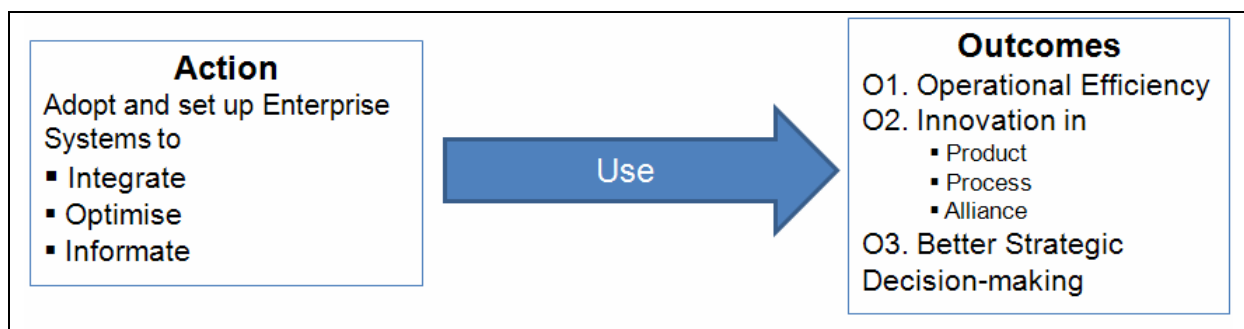 Action
Adopt and set up Enterprise
Systems to
▪ Integrate
▪ Optimise
▪ Informate
Use
Outcomes
O1. Operational Efficiency
O2. Innovation in
▪ Product
▪ Process
▪ Alliance
O3. Better Strategic
Decision-making